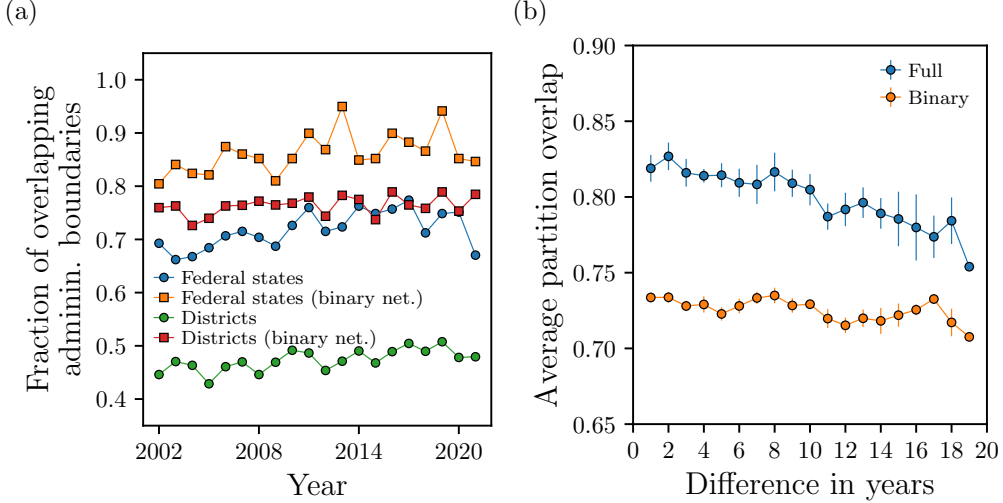 (a)
Fraction of overlapping
adminin. boundaries
1.0
0.9
0.8
0.7
0.6
0.5
0.4
Federal states
Federal states (binary net.)
Districts
Districts (binary net.)
2002 2008 2014 2020
Year
(b)
Average partition overlap
0.90
0.85
0.80
0.75
0.70
0.65
Full
Binary
0 2 4 6 8 10 12 14 16 18 20
Difference in years